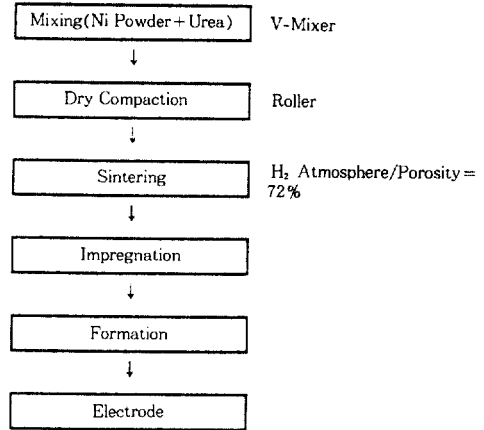 Mixing(Ni Powder+Urea) V-Mixer
↓
Dry Compaction Roller
↓
Sintering H₂ Atmosphere/Porosity=
72%
↓
Impregnation
↓
Formation
↓
Electrode